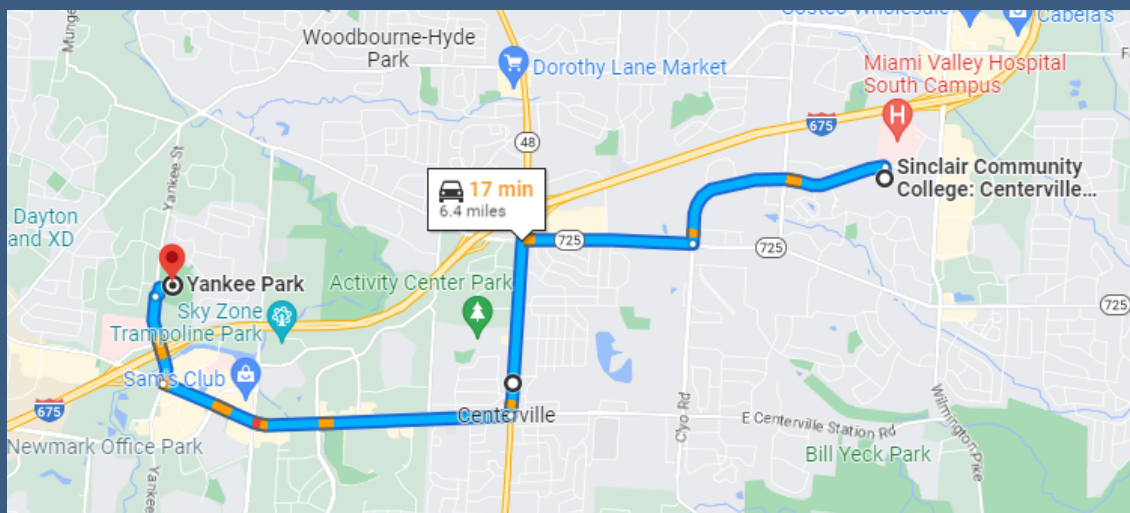 Costco Wholesale
Cabela's
Woodbourne-Hyde
Park
Dorothy Lane Market
Miami Valley Hospital
South Campus
H
675
48
Yankee St
17 min
6.4 miles
Sinclair Community
College: Centerville...
Dayton
and XD
725
725
Yankee Park
Activity Center Park
Sky Zone
Trampoline Park
725
Sam's Club
675
Centerville
Clyo Rd
E Centerville Station Rd
Wilmington Pike
Newmark Office Park
Bill Yeck Park
Yankee